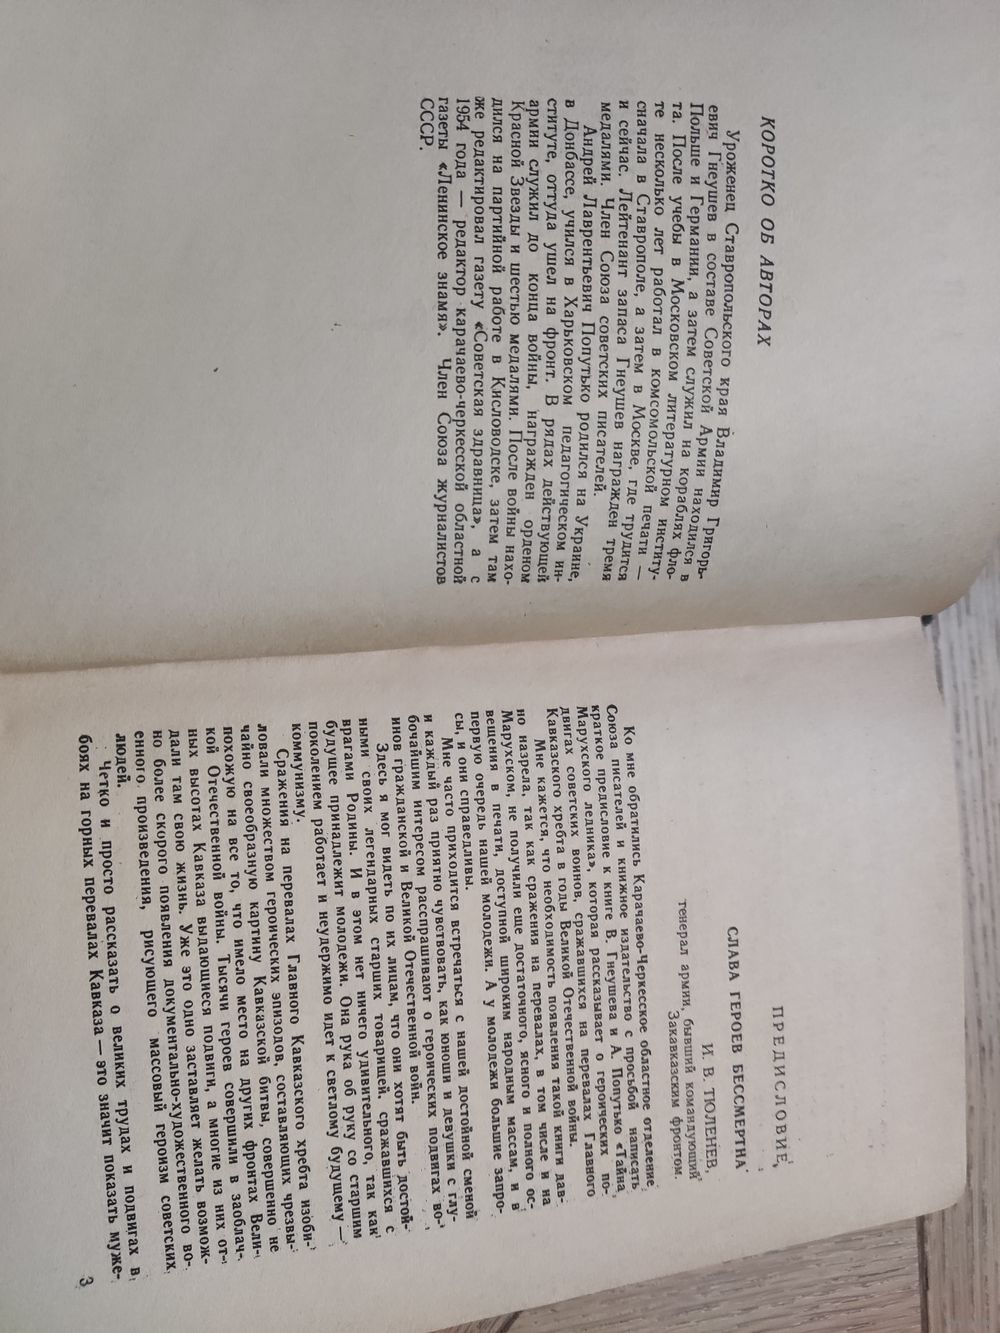 КОРОТКО ОБ АВТОРАХ
Уроженец Ставропольского края Владимир Григорь-
евич Гнеушев в составе Советской Армии находился в
Польше и Германии, а затем служил на кораблях фло-
та. После учебы в Московском литературном институ-
те несколько лет работал в комсомольской печати —
сначала в Ставрополе, а затем в Москве, где трудится
и сейчас. Лейтенант запаса Гнеушев награжден тремя
медалями. Член Союза советских писателей.
Андрей Лаврентьевич Попутько родился на Украине,
в Донбассе, учился в Харьковском педагогическом ин-
ституте, оттуда ушел на фронт. В рядах действующей
армии служил до конца войны, награжден орденом
Красной Звезды и шестью медалями. После войны нахо-
дился на партийной работе в Кисловодске, затем там
же редактировал газету «Советская здравница», а с
1954 года — редактор карачаево-черкесской областной
газеты «Ленинское знамя». Член Союза журналистов
СССР.
ПРЕДИСЛОВИЕ
И. В. ТЮЛЕНЕВ,
генерал армии, бывший командующий
Закавказским фронтом.
СЛАВА ГЕРОЕВ БЕССМЕРТНА
Ко мне обратились Карачаево-Черкесское областное отделение
Союза писателей и книжное издательство с просьбой написать
краткое предисловие к книге В. Гнеушева и А. Попутько «Тайна
Марухского ледника», которая рассказывает о героических по-
двигах советских воинов, сражавшихся на перевалах Главного
Кавказского хребта в годы Великой Отечественной войны.
Мне кажется, что необходимость появления такой книги дав-
но назрела, так как сражения на перевалах, в том числе и на
Марухском, не получили еще достаточного, ясного и полного ос-
вещения в печати, доступной широким народным массам, и в
первую очередь нашей молодежи. А у молодежи большие запро-
сы, и они справедливы.
Мне часто приходится встречаться с нашей достойной сменой
и каждый раз приятно чувствовать, как юноши и девушки с глу-
бочайшим интересом расспрашивают о героических подвигах во-
инов гражданской и Великой Отечественной войн.
Здесь я мог видеть по их лицам, что они хотят быть достой-
ными своих легендарных старших товарищей, сражавшихся с
врагами Родины. И в этом нет ничего удивительного, так как
будущее принадлежит молодежи. Она рука об руку со старшим
поколением работает и неудержимо идет к светлому будущему —
коммунизму.
Сражения на перевалах Главного Кавказского хребта изоби-
ловали множеством героических эпизодов, составляющих чрезвы-
чайно своеобразную картину Кавказской битвы, совершенно не
похожую на все то, что имело место на других фронтах Вели-
кой Отечественной войны. Тысячи героев совершили в заоблач-
ных высотах Кавказа выдающиеся подвиги, а многие из них от-
дали там свою жизнь. Уже это одно заставляет желать возмож-
но более скорого появления документально-художественного во-
енного произведения, рисующего массовый героизм советских
людей.
Четко и просто рассказать о великих трудах и подвигах в
боях на горных перевалах Кавказа — это значит показать муже-
3